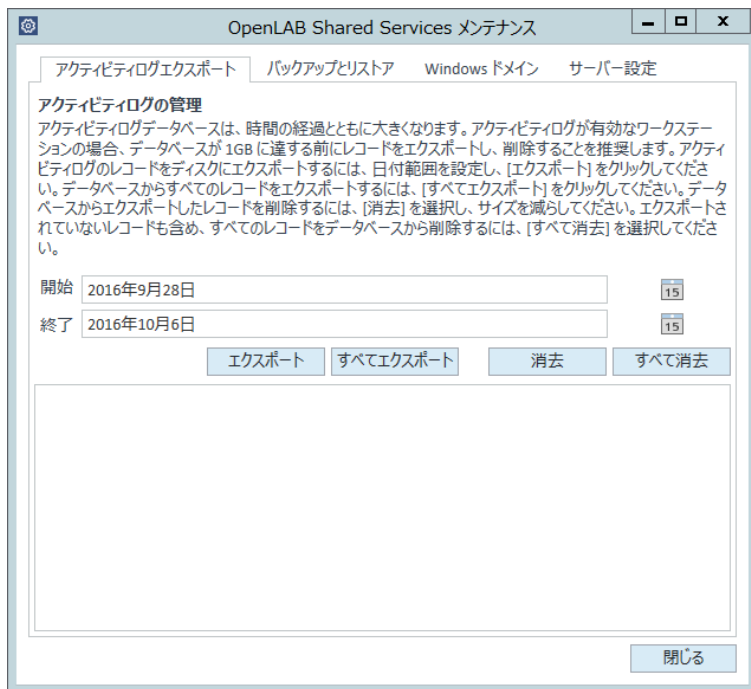 OpenLAB Shared Services メンテナンス
アクティビティログエクスポート バックアップとリストア Windows ドメイン サーバー設定
アクティビティログの管理
アクティビティログデータベースは、時間の経過とともに大きくなります。アクティビティログが有効なワークステー
ションの場合、データベースが 1GB に達する前にレコードをエクスポートし、削除することを推奨します。アクティ
ビティログのレコードをディスクにエクスポートするには、日付範囲を設定し、[エクスポート] をクリックしてくださ
い。データベースからすべてのレコードをエクスポートするには、[すべてエクスポート] をクリックしてください。データ
ベースからエクスポートしたレコードを削除するには、[消去] を選択し、サイズを減らしてください。エクスポートさ
れていないレコードも含め、すべてのレコードをデータベースから削除するには、[すべて消去] を選択してくださ
い。
開始 2016年9月28日 15
終了 2016年10月6日 15
エクスポート すべてエクスポート 消去 すべて消去
閉じる